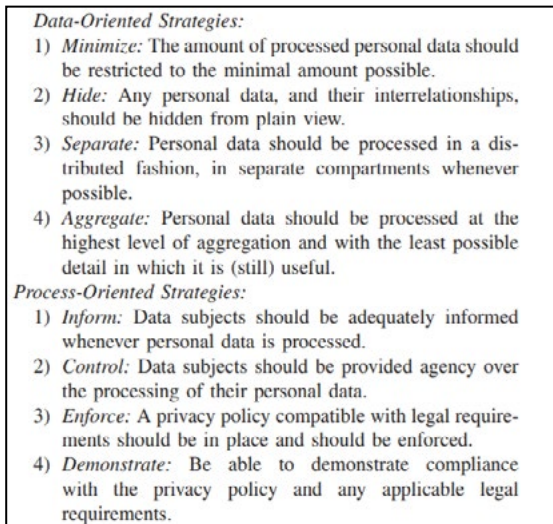 Data-Oriented Strategies:
1) Minimize: The amount of processed personal data should
be restricted to the minimal amount possible.
2) Hide: Any personal data, and their interrelationships,
should be hidden from plain view.
3) Separate: Personal data should be processed in a dis-
tributed fashion, in separate compartments whenever
possible.
4) Aggregate: Personal data should be processed at the
highest level of aggregation and with the least possible
detail in which it is (still) useful.
Process-Oriented Strategies:
1) Inform: Data subjects should be adequately informed
whenever personal data is processed.
2) Control: Data subjects should be provided agency over
the processing of their personal data.
3) Enforce: A privacy policy compatible with legal require-
ments should be in place and should be enforced.
4) Demonstrate: Be able to demonstrate compliance
with the privacy policy and any applicable legal
requirements.